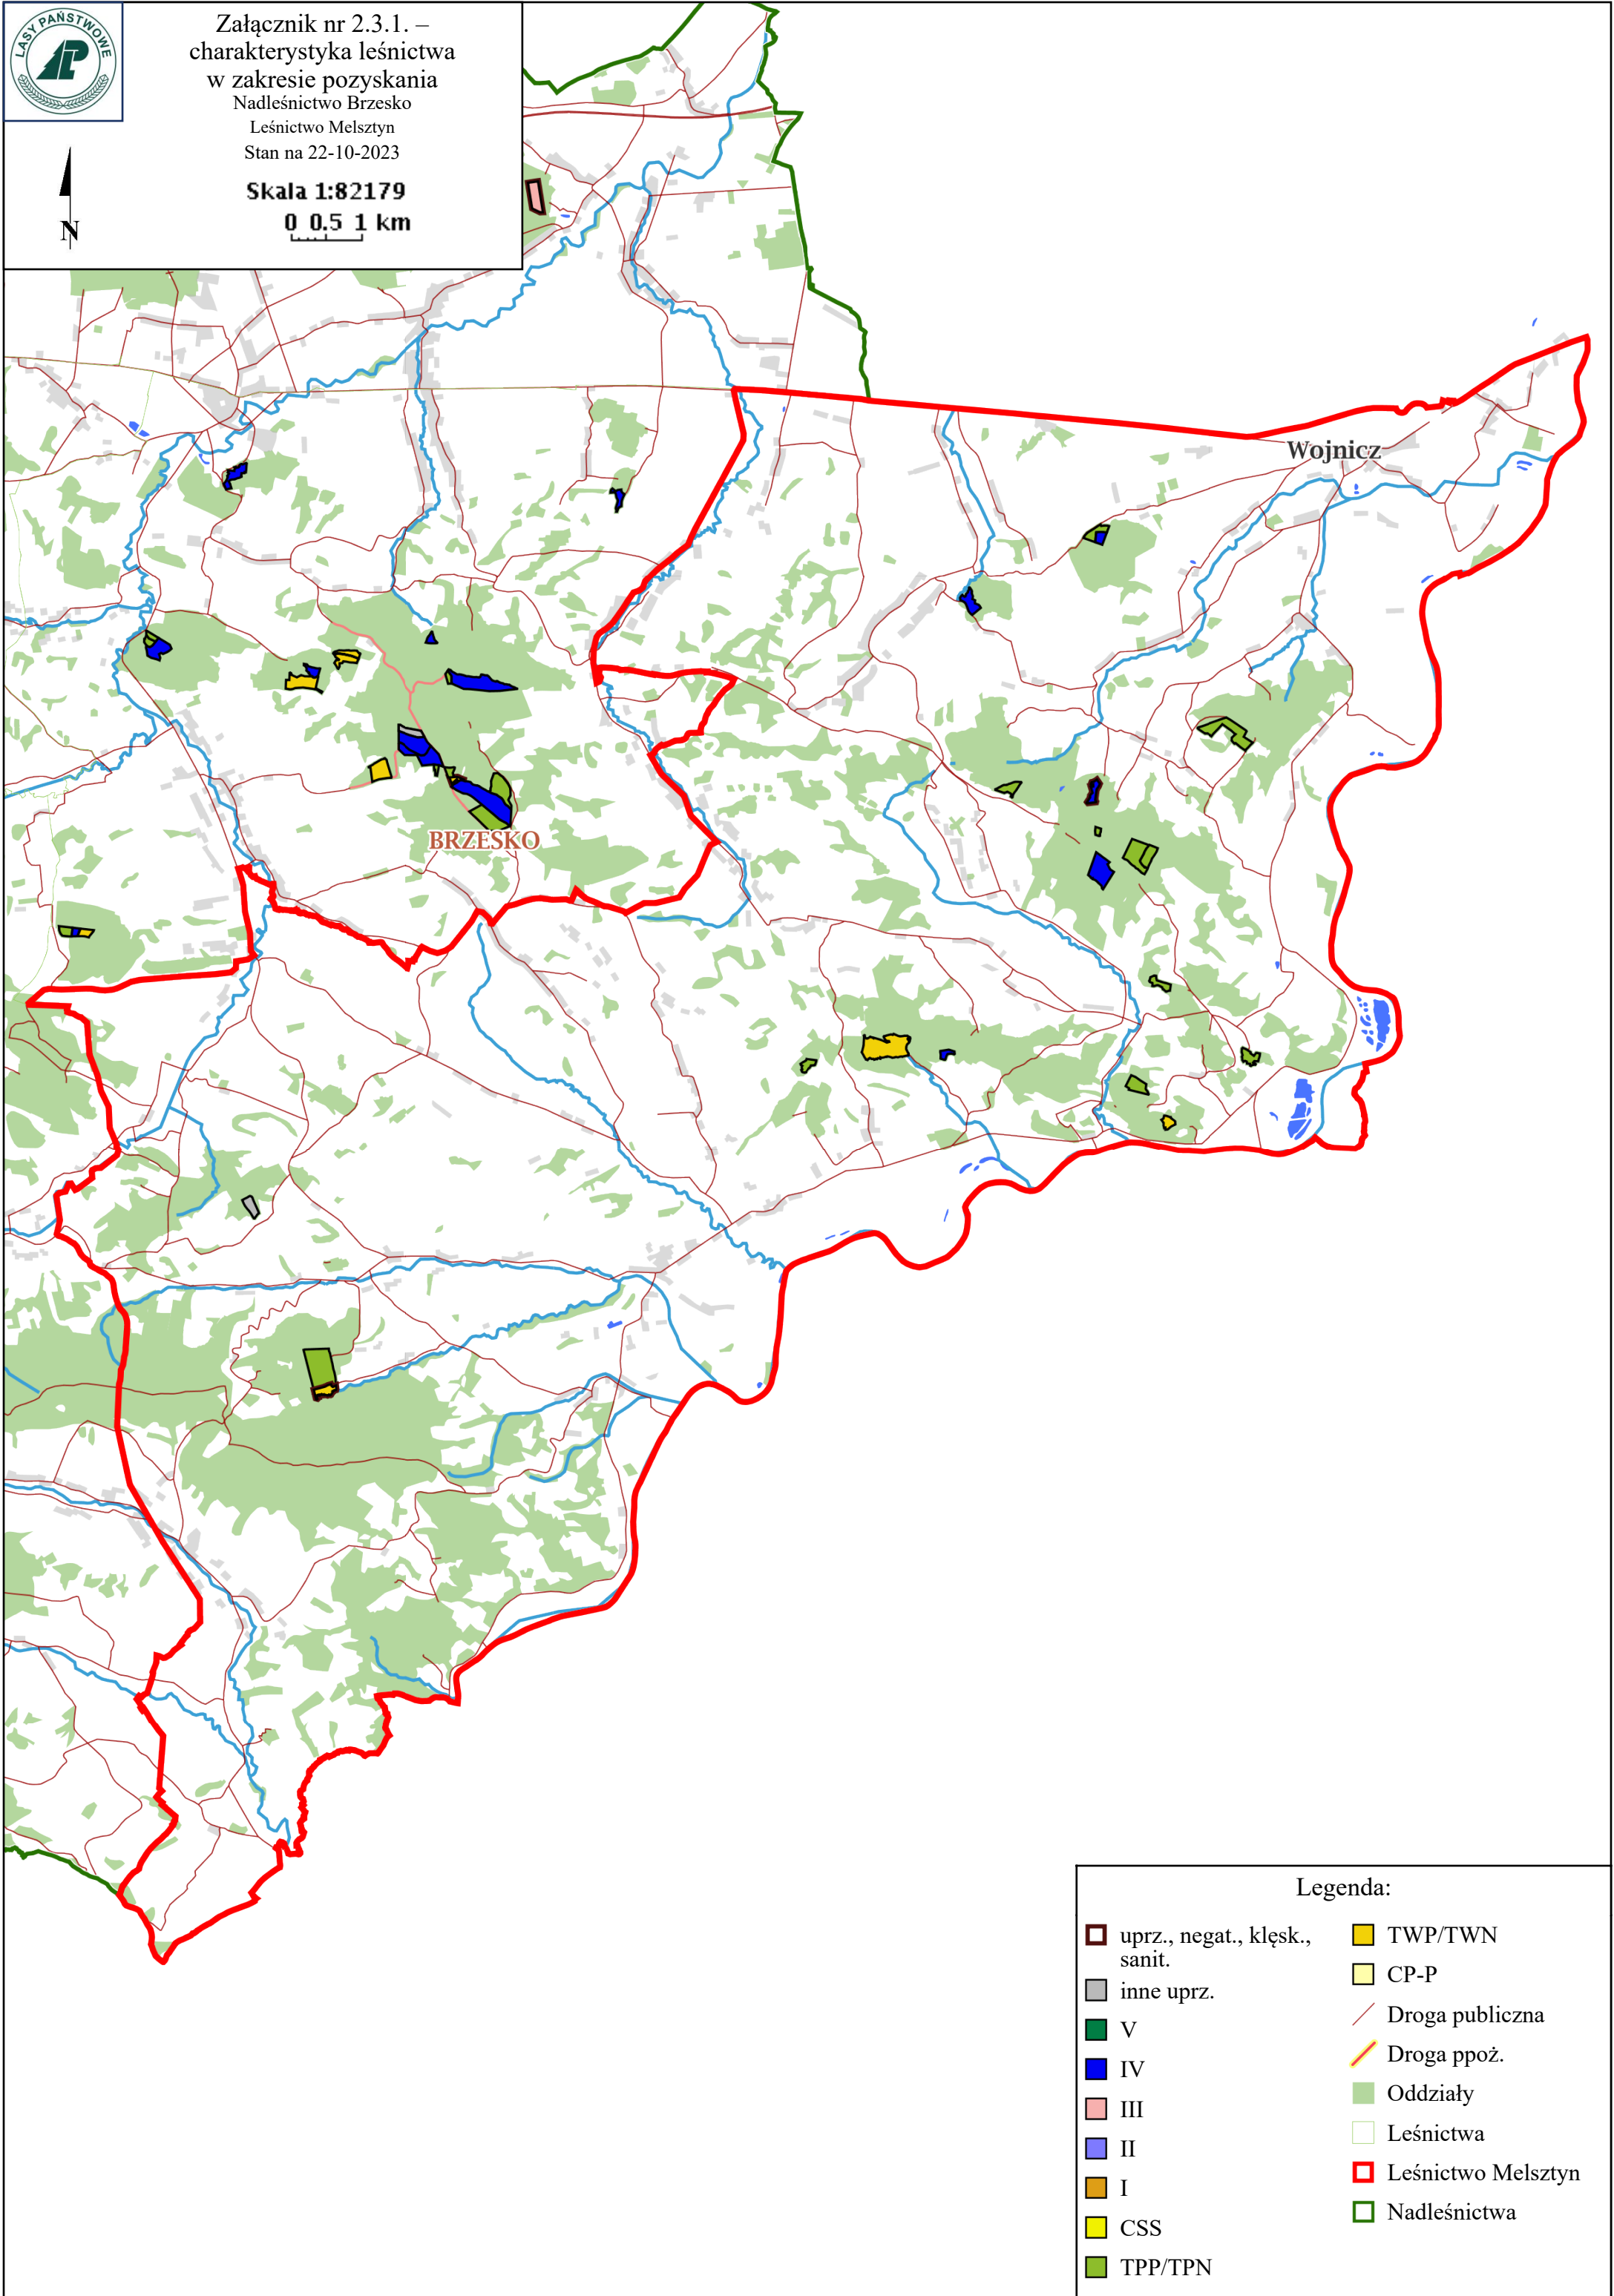 LASY PAŃSTWOWE
Załącznik nr 2.3.1. –
charakterystyka leśnictwa
w zakresie pozyskania
Nadleśnictwo Brzesko
Leśnictwo Melsztyn
Stan na 22-10-2023
Skala 1:82179
0 0.5 1 km
N
Wojnicz
BRZESKO
Legenda:
uprz., negat., klęsk.,
sanit.
inne uprz.
V
IV
III
II
I
CSS
TPP/TPN
TWP/TWN
CP-P
Droga publiczna
Droga ppoż.
Oddziały
Leśnictwa
Leśnictwo Melsztyn
Nadleśnictwa